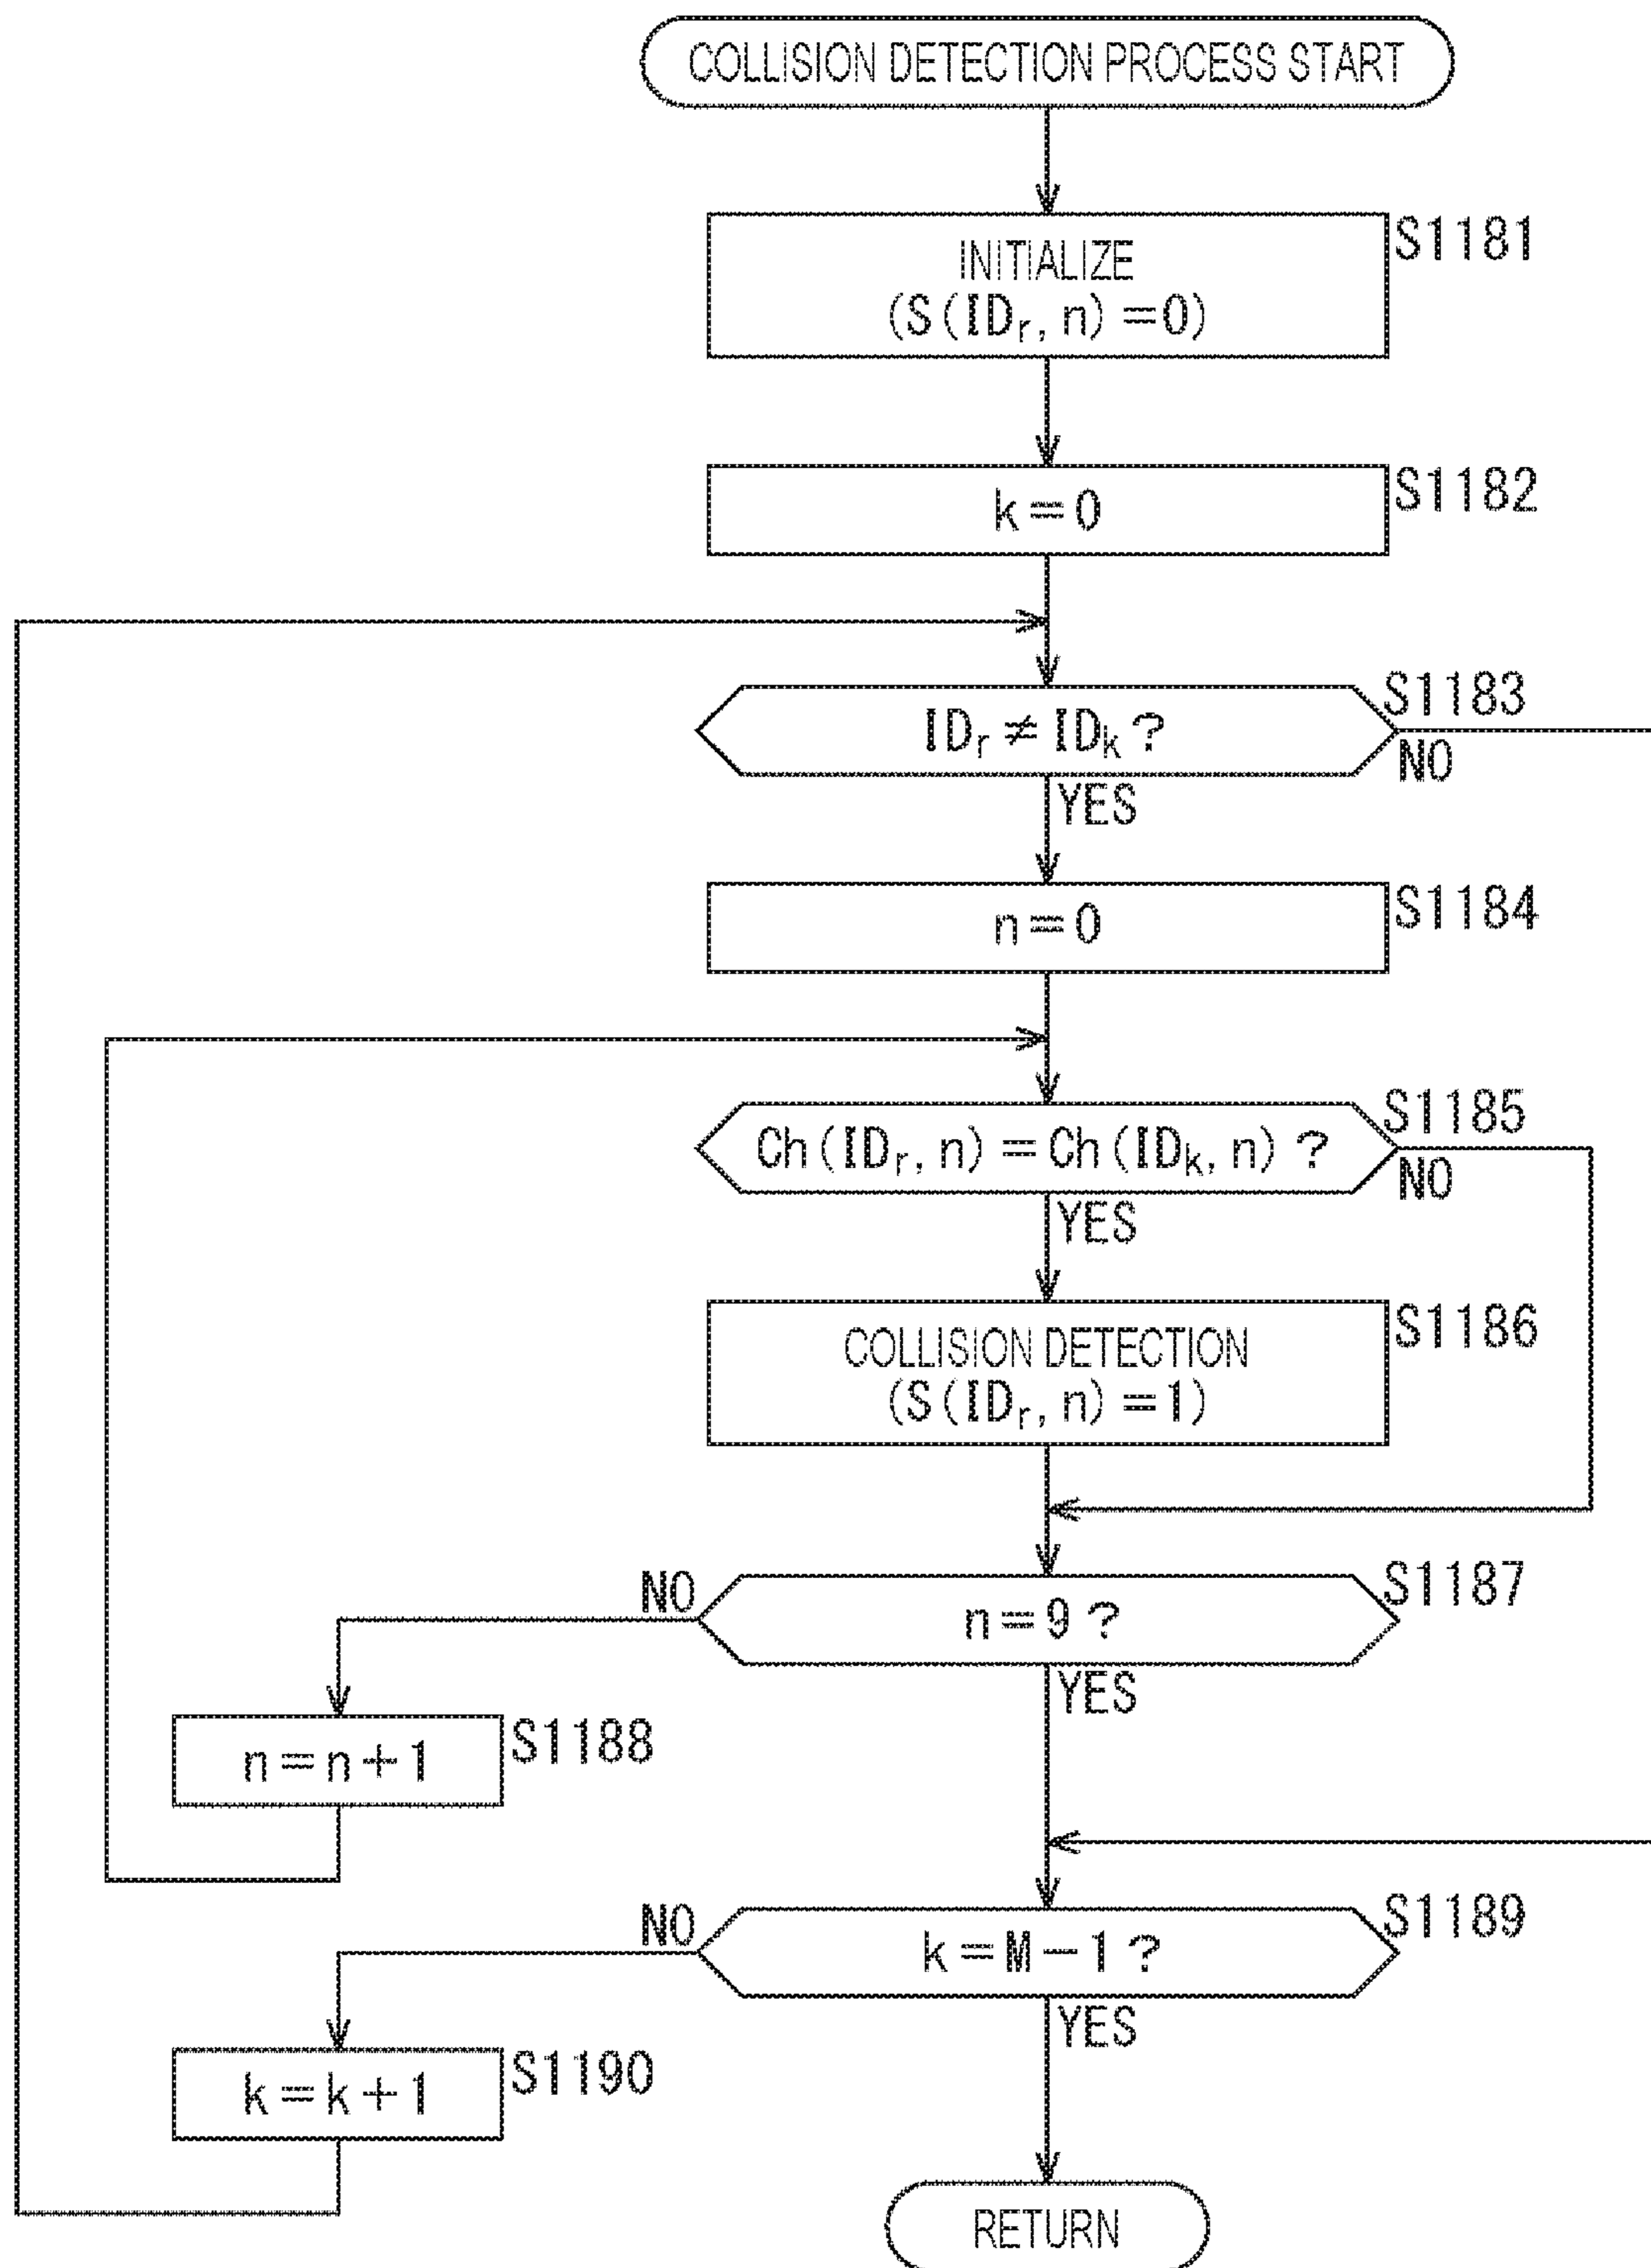 COLLISION DETECTION PROCESS START
S1181
INITIALIZE
(S(IDr, n)=0)
S1182
k=0
S1183
IDr≠IDk?
NO
YES
S1184
n=0
S1185
Ch(IDr, n)=Ch(IDk, n)?
NO
YES
S1186
COLLISION DETECTION
(S(IDr, n)=1)
S1187
NO
n=9?
YES
S1188
n=n+1
S1189
NO
k=M-1?
YES
S1190
k=k+1
RETURN